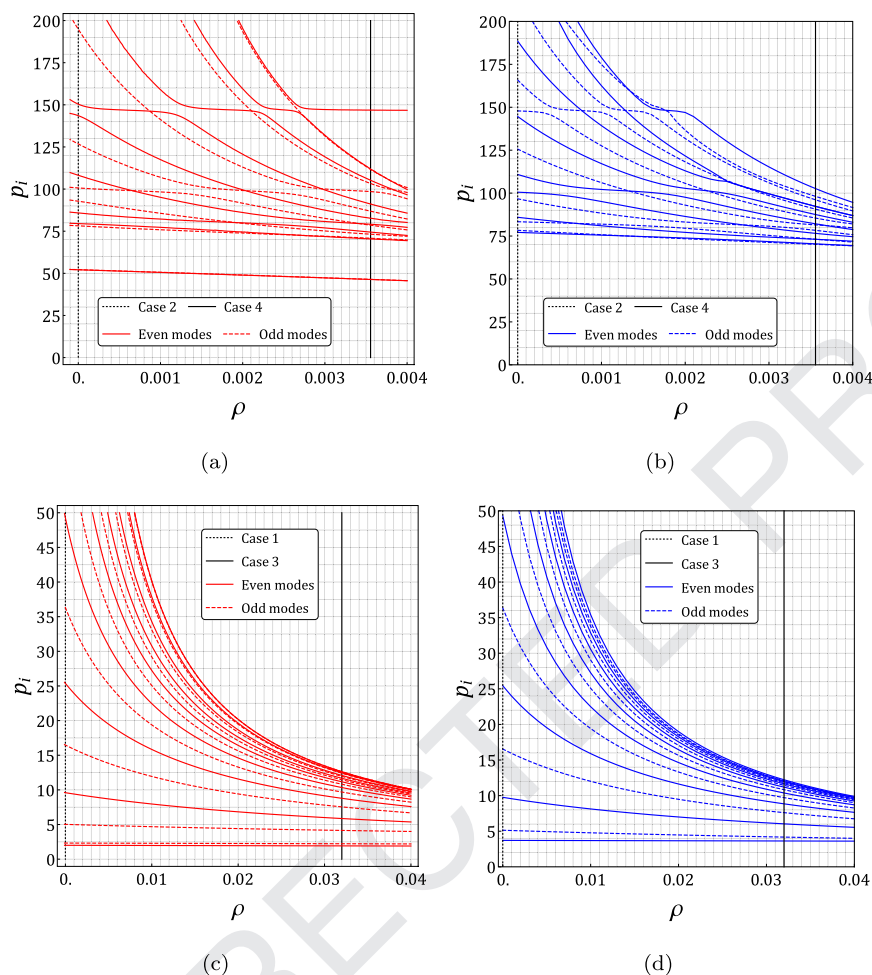 200
150
100
75
50
25
0
p_i
0.
0.001
0.002
0.003
0.004
ρ
Case 2
Case 4
Even modes
Odd modes
(a)
200
175
150
125
100
75
50
25
0
p_i
0.
0.001
0.002
0.003
0.004
ρ
Case 2
Case 4
Even modes
Odd modes
(b)
50
45
40
35
30
25
20
15
10
5
0
p_i
0.
0.01
0.02
0.03
0.04
ρ
Case 1
Case 3
Even modes
Odd modes
(c)
50
45
40
35
30
25
20
15
10
5
0
p_i
0.
0.01
0.02
0.03
0.04
ρ
Case 1
Case 3
Even modes
Odd modes
(d)
ECTED PR